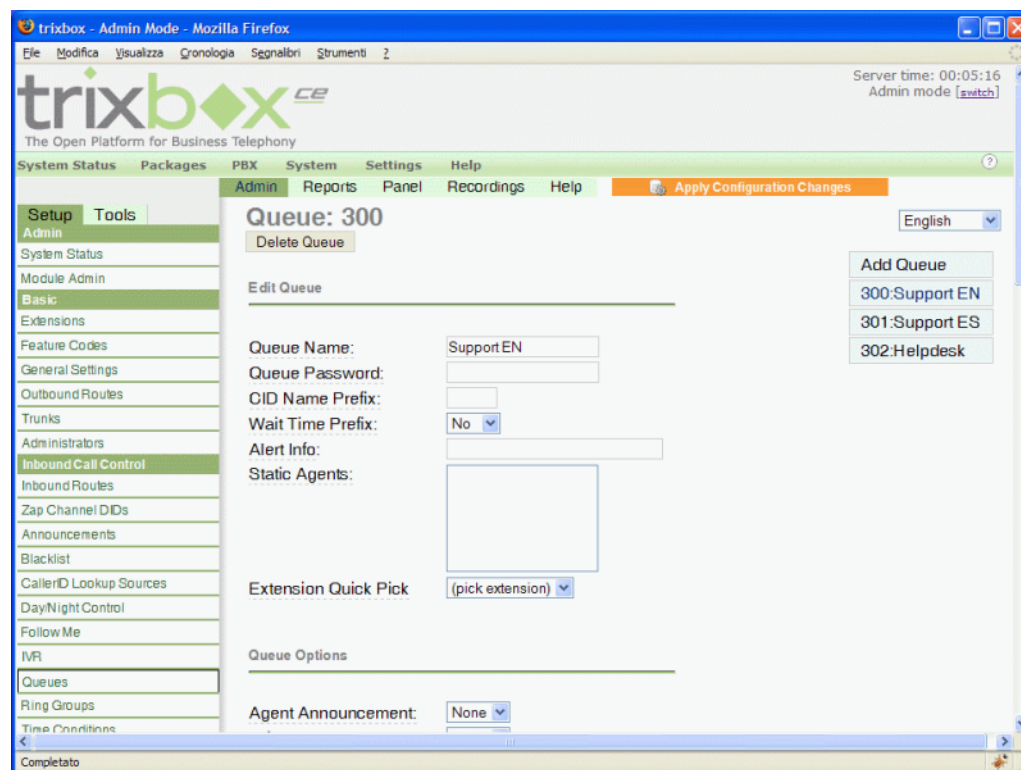 trixbox - Admin Mode - Mozilla Firefox
File Modifica Visualizza Cronologia Segnalibri Strumenti ?
Server time: 00:05:16
Admin mode [switch]
trixbox ce
The Open Platform for Business Telephony
System Status Packages PBX System Settings Help ?
Admin Reports Panel Recordings Help Apply Configuration Changes
Setup Tools
Admin
System Status
Module Admin
Basic
Extensions
Feature Codes
General Settings
Outbound Routes
Trunks
Administrators
Inbound Call Control
Inbound Routes
Zap Channel DIDs
Announcements
Blacklist
CallerID Lookup Sources
Day/Night Control
Follow Me
IVR
Queues
Ring Groups
Time Conditions
Queue: 300
Delete Queue
Edit Queue
Queue Name: Support EN
Queue Password:
CID Name Prefix:
Wait Time Prefix: No
Alert Info:
Static Agents:
Extension Quick Pick (pick extension)
Queue Options
Agent Announcement: None
English
Add Queue
300:Support EN
301:Support ES
302:Helpdesk
Completato